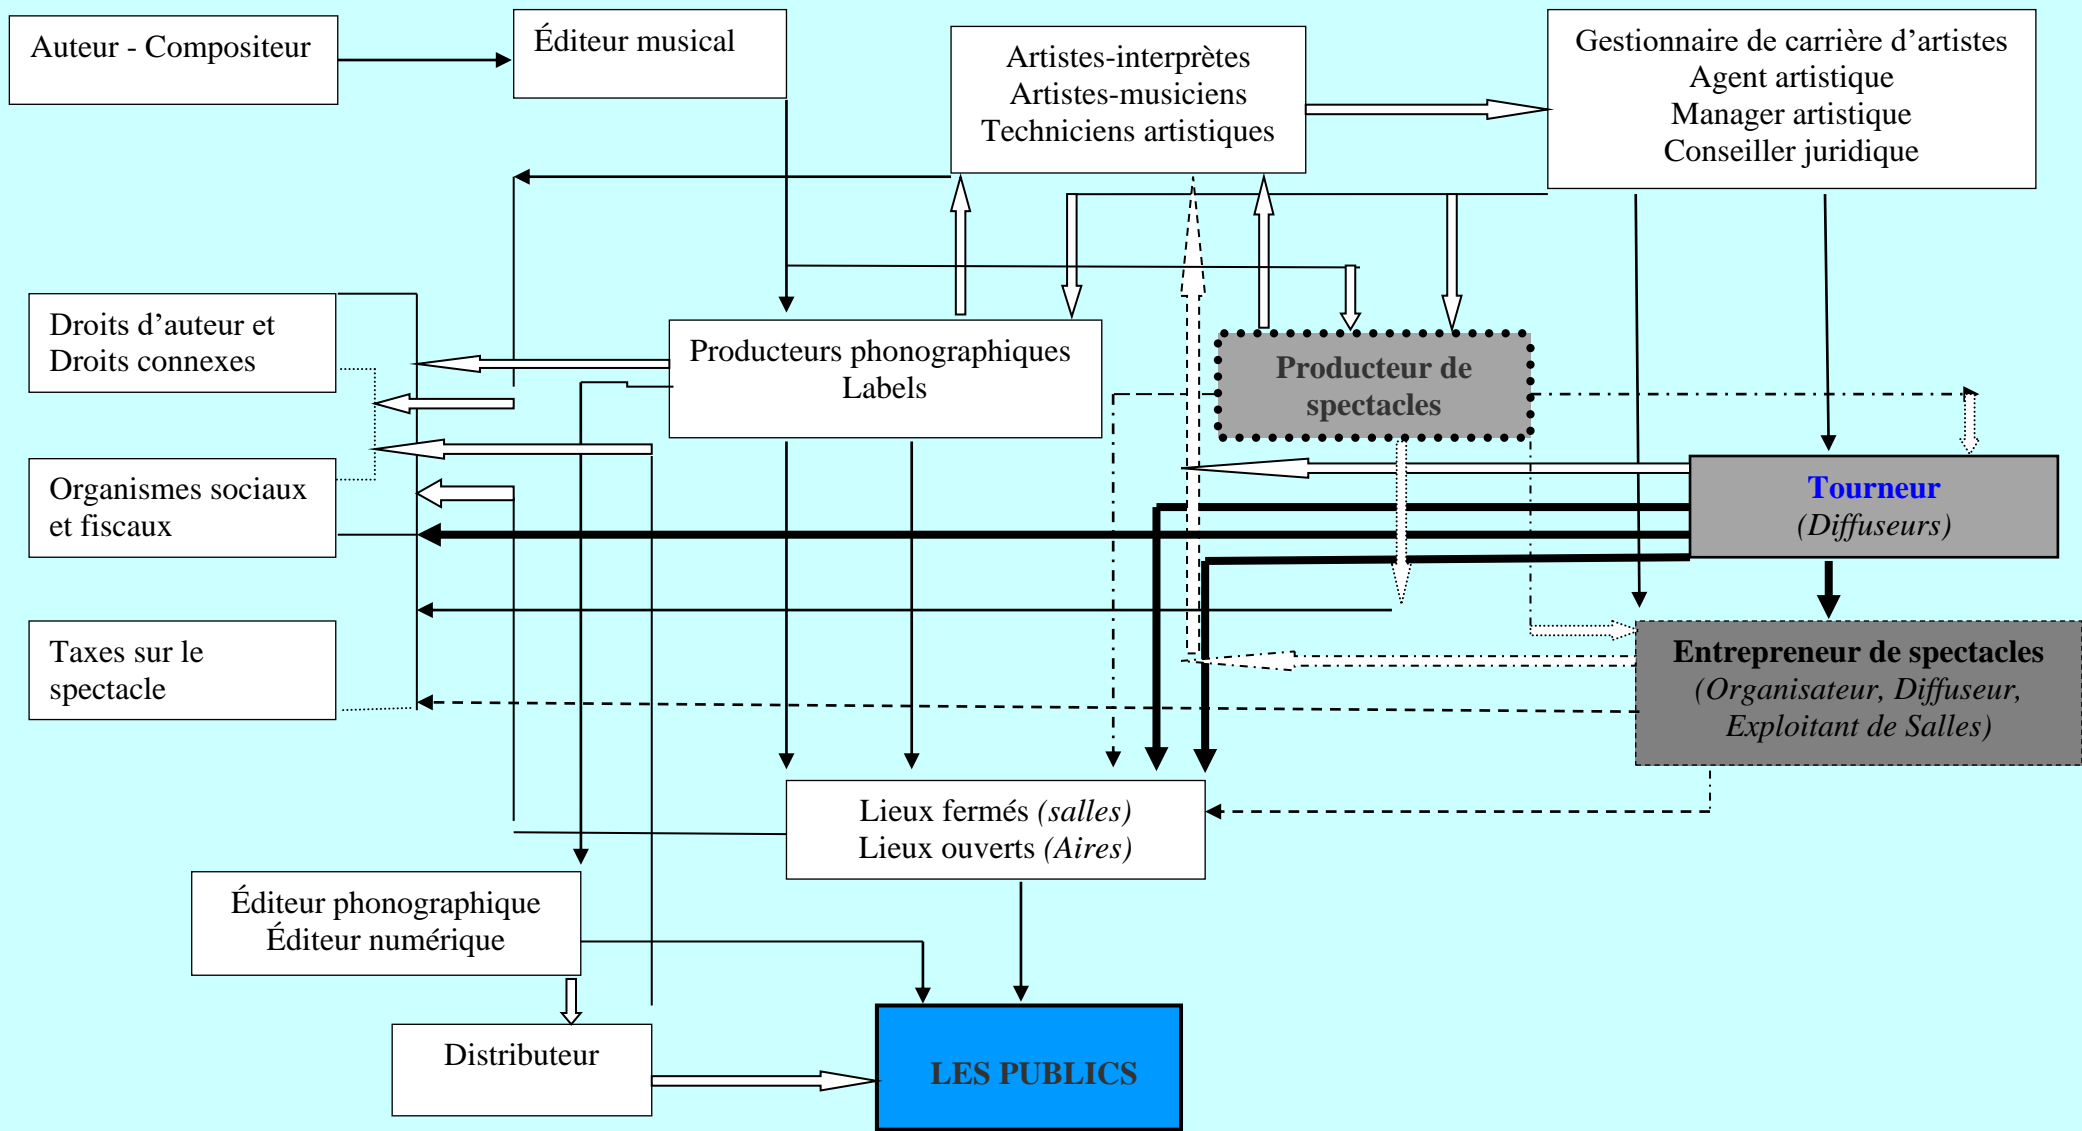 Auteur - Compositeur
Éditeur musical
Artistes-interprètes
Artistes-musiciens
Techniciens artistiques
Gestionnaire de carrière d’artistes
Agent artistique
Manager artistique
Conseiller juridique
Droits d’auteur et
Droits connexes
Producteurs phonographiques
Labels
Producteur de
spectacles
Organismes sociaux
et fiscaux
Tourneur
(Diffuseurs)
Taxes sur le
spectacle
Entrepreneur de spectacles
(Organisateur, Diffuseur,
Exploitant de Salles)
Lieux fermés (salles)
Lieux ouverts (Aires)
Éditeur phonographique
Éditeur numérique
Distributeur
LES PUBLICS